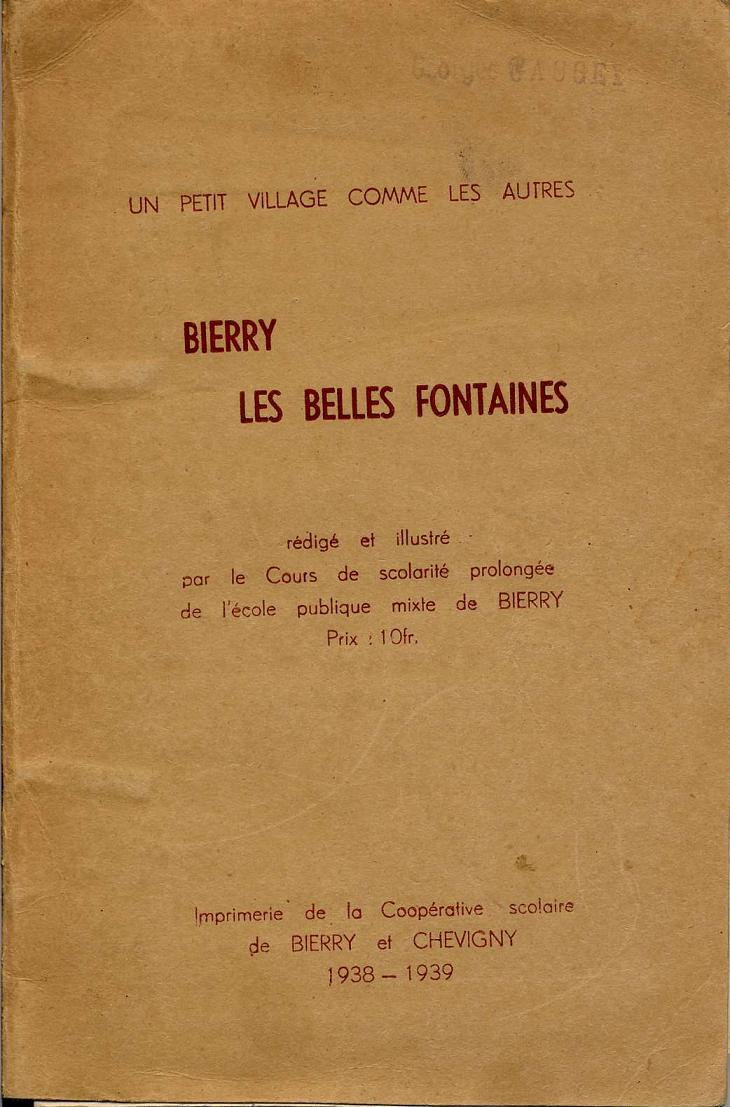 UN PETIT VILLAGE COMME LES AUTRES
BIERRY
LES BELLES FONTAINES
rédigé et illustré
par le Cours de scolarité prolongée
de l'école publique mixte de BIERRY
Prix : 10fr.
Imprimerie de la Coopérative scolaire
de BIERRY et CHEVIGNY
1938 — 1939